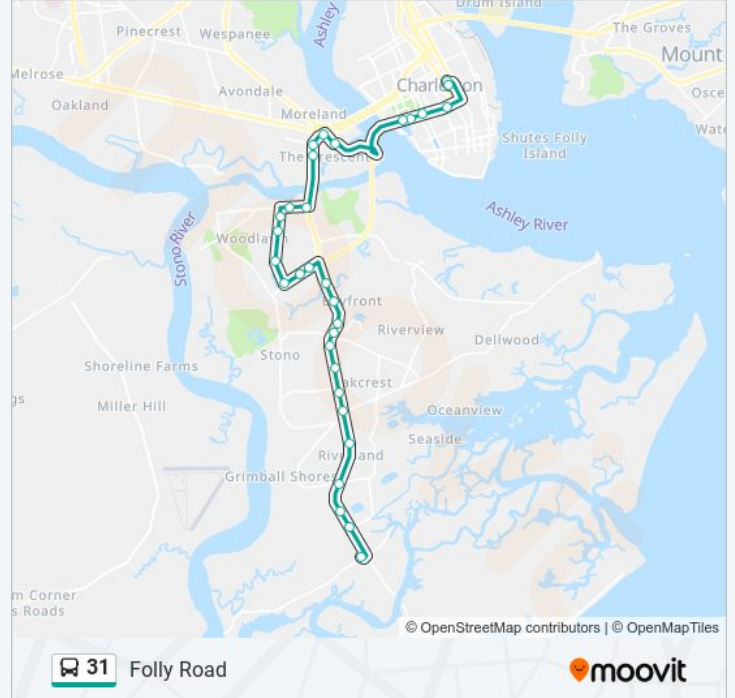 Drum Island
Pinecrest
Wespanee
Ashley
The Groves
Mount
Melrose
Avondale
Oakland
Charleston
Osce
Moreland
Wate
The Crescent
Shutes Folly
Island
Ashley River
Stono River
Woodland
Bayfront
Riverview
Dellwood
Stono
Shoreline Farms
Oakcrest
gs
Miller Hill
Oceanview
Seaside
Riverland
Grimball Shores
m Corner
s Roads
© OpenStreetMap contributors | © OpenMapTiles
31 Folly Road
moovit